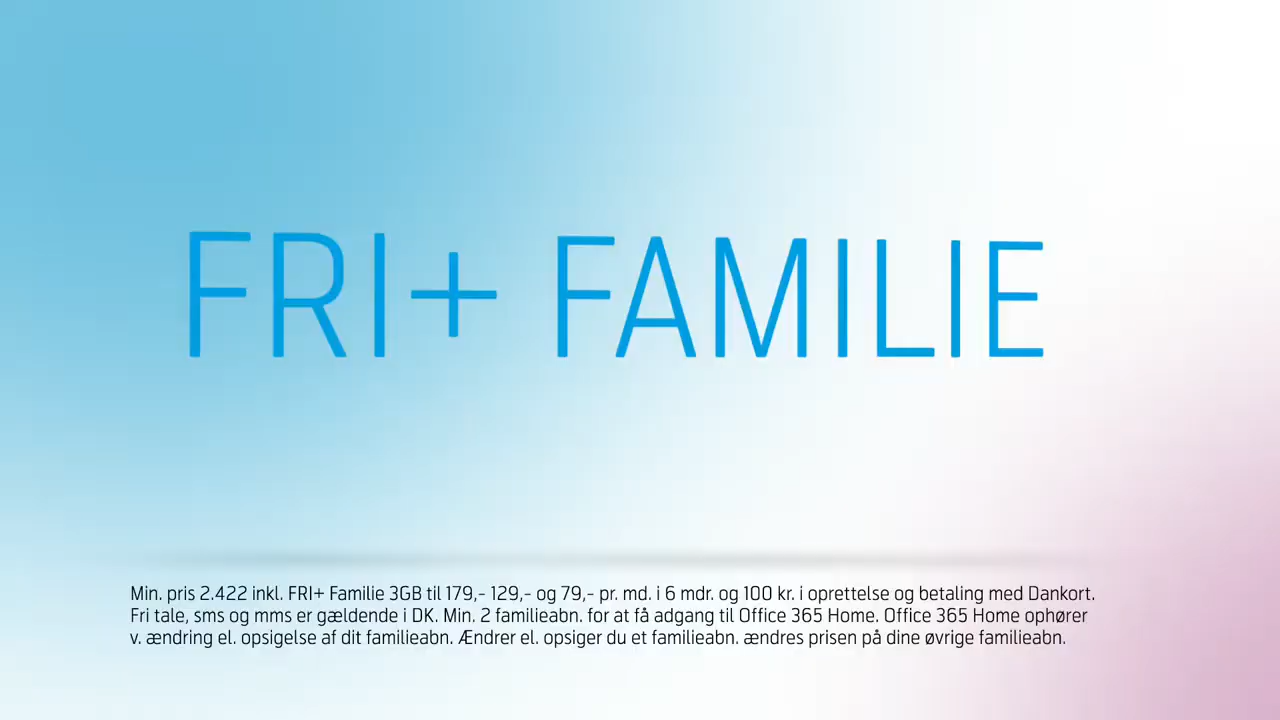 FRI+ FAMILIE
Min. pris 2.422 inkl. FRI+ Familie 3GB til 179,- 129,- og 79,- pr. md. i 6 mdr. og 100 kr. i oprettelse og betaling med Dankort.
Fri tale, sms og mms er gældende i DK. Min. 2 familieabn. for at få adgang til Office 365 Home. Office 365 Home ophører
v. ændring el. opsigelse af dit familieabn. Ændrer el. opsiger du et familieabn. ændres prisen på dine øvrige familieabn.